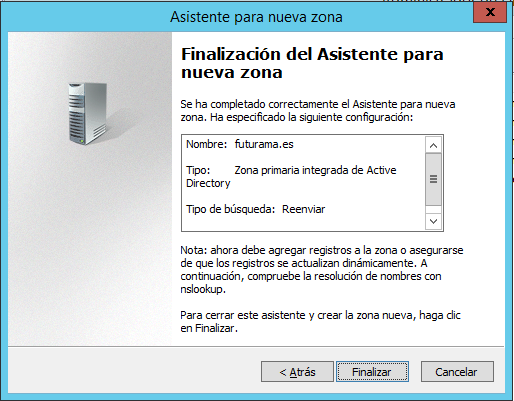 Asistente para nueva zona
x
Finalización del Asistente para
nueva zona
Se ha completado correctamente el Asistente para nueva
zona. Ha especificado la siguiente configuración:
Nombre: futurama.es
Tipo: Zona primaria integrada de Active
Directory
Tipo de búsqueda: Reenviar
Nota: ahora debe agregar registros a la zona o asegurarse
de que los registros se actualizan dinámicamente. A
continuación, compruebe la resolución de nombres con
nslookup.
Para cerrar este asistente y crear la zona nueva, haga clic
en Finalizar.
< Atrás Finalizar Cancelar